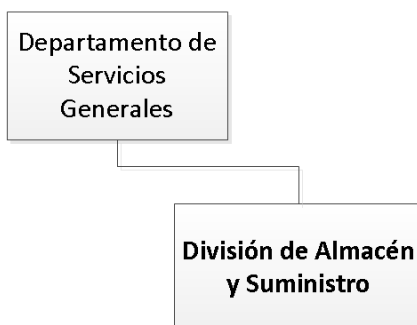 Departamento de
Servicios
Generales
División de Almacén
y Suministro